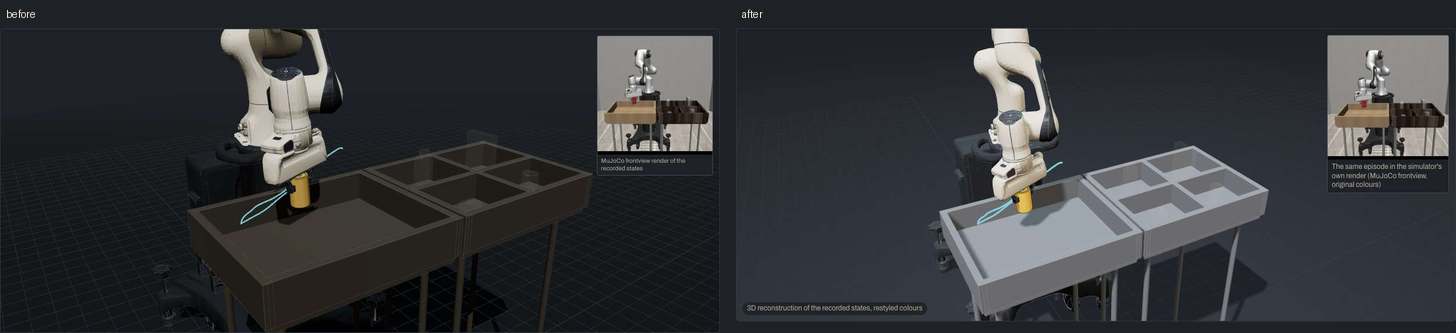 before
after
MuJoCo frontview render of the
recorded states
The same episode in the simulator's
own render (MuJoCo frontview,
original colours)
3D reconstruction of the recorded states, restyled colours